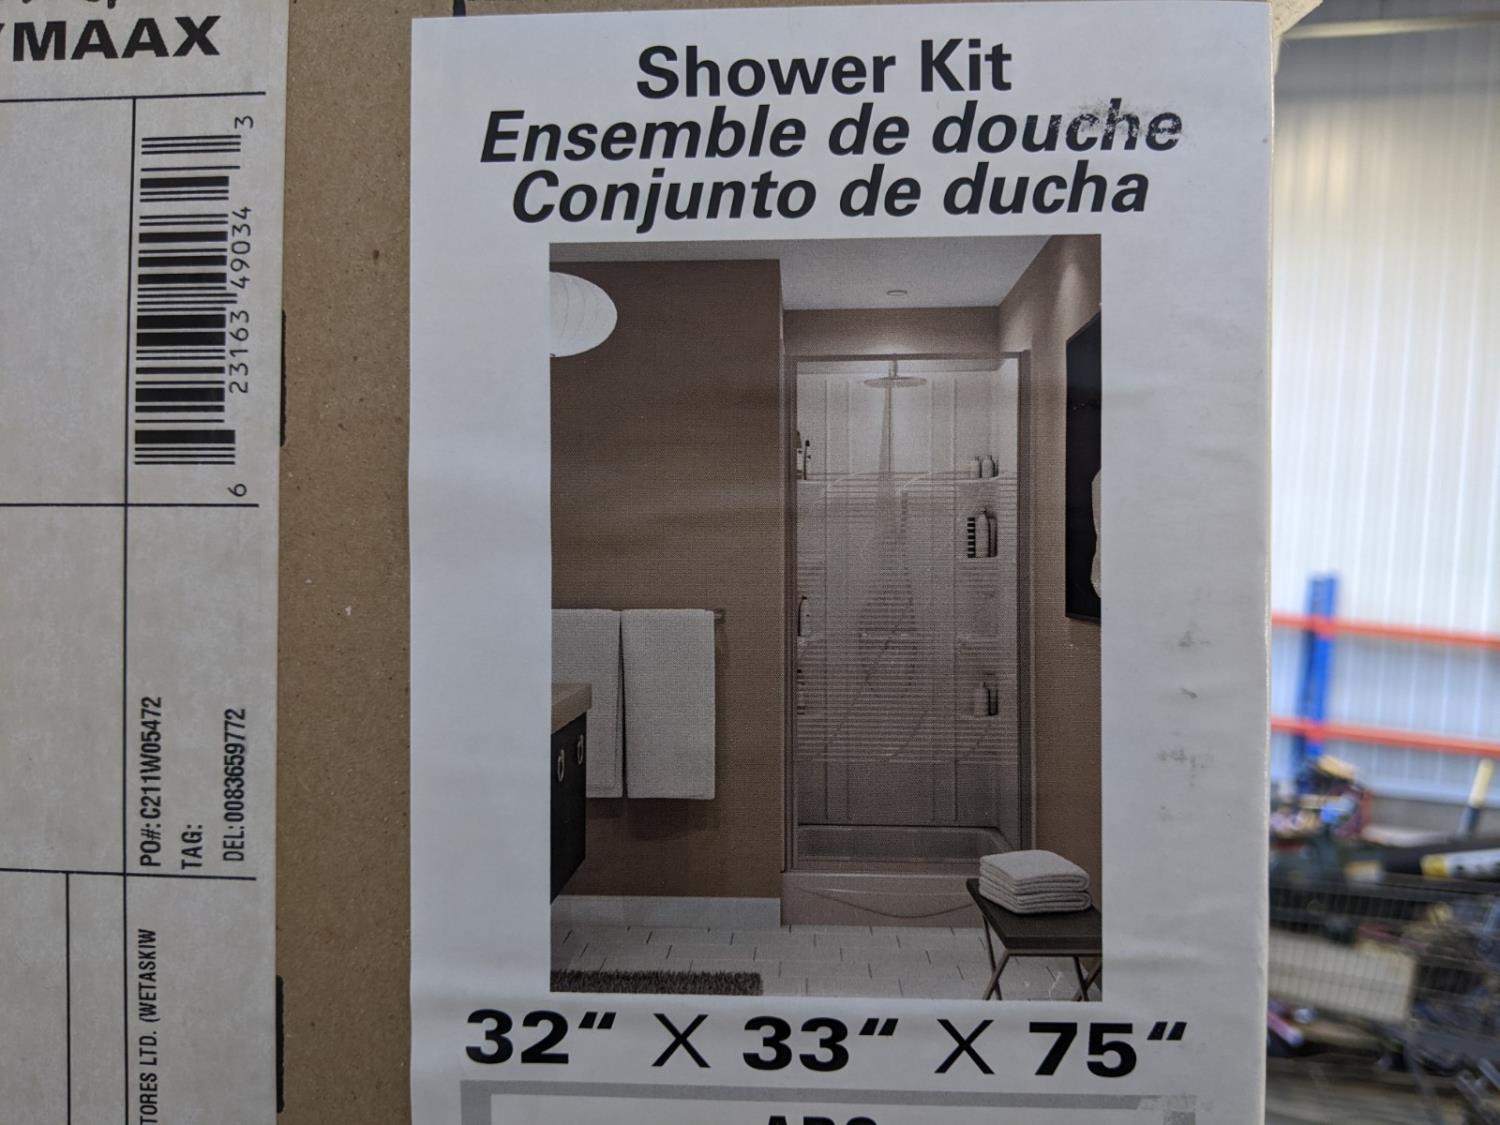 MAAX
6 23163 49034 3
PO#: C211W05472
TAG:
DEL: 0083659772
TORES LTD. (WETASKIW
Shower Kit
Ensemble de douche
Conjunto de ducha
32“ X 33“ X 75“